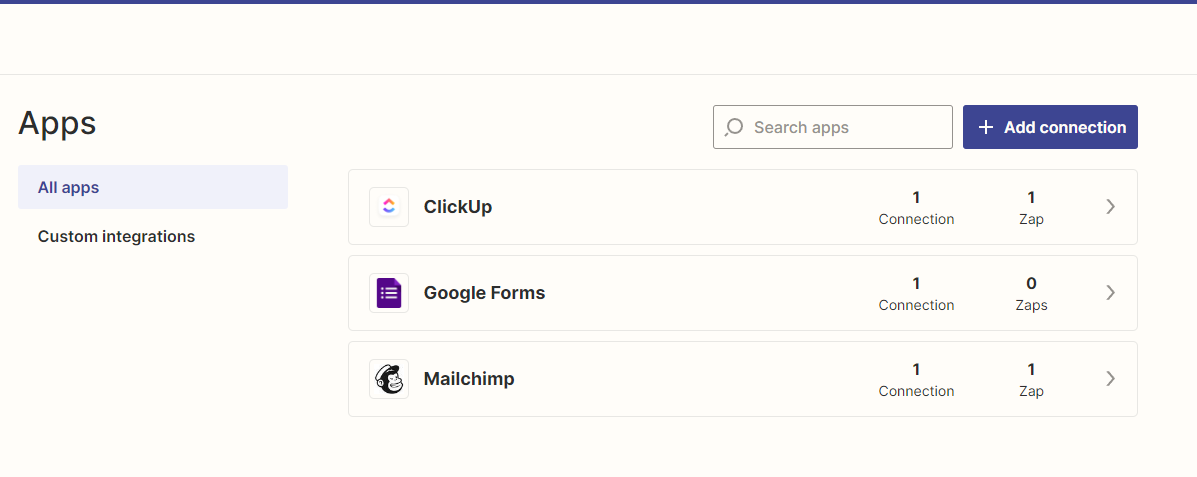 Apps
Search apps
Add connection
All apps
Custom integrations
ClickUp
1
Connection
1
Zap
Google Forms
1
Connection
0
Zaps
Mailchimp
1
Connection
1
Zap